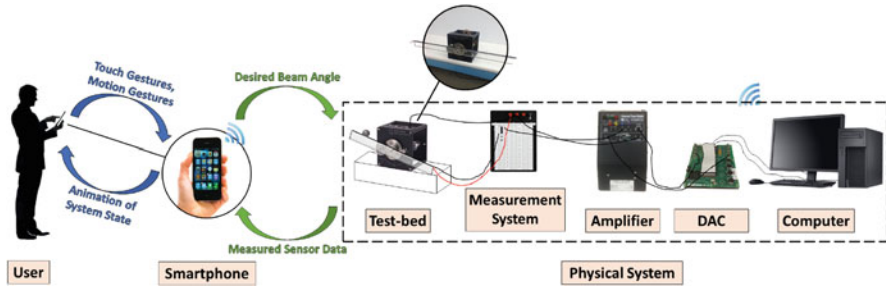 Touch Gestures,
Motion Gestures
Desired Beam Angle
Animation of
System State
Measured Sensor Data
Test-bed
Measurement
System
Amplifier
DAC
Computer
User
Smartphone
Physical System